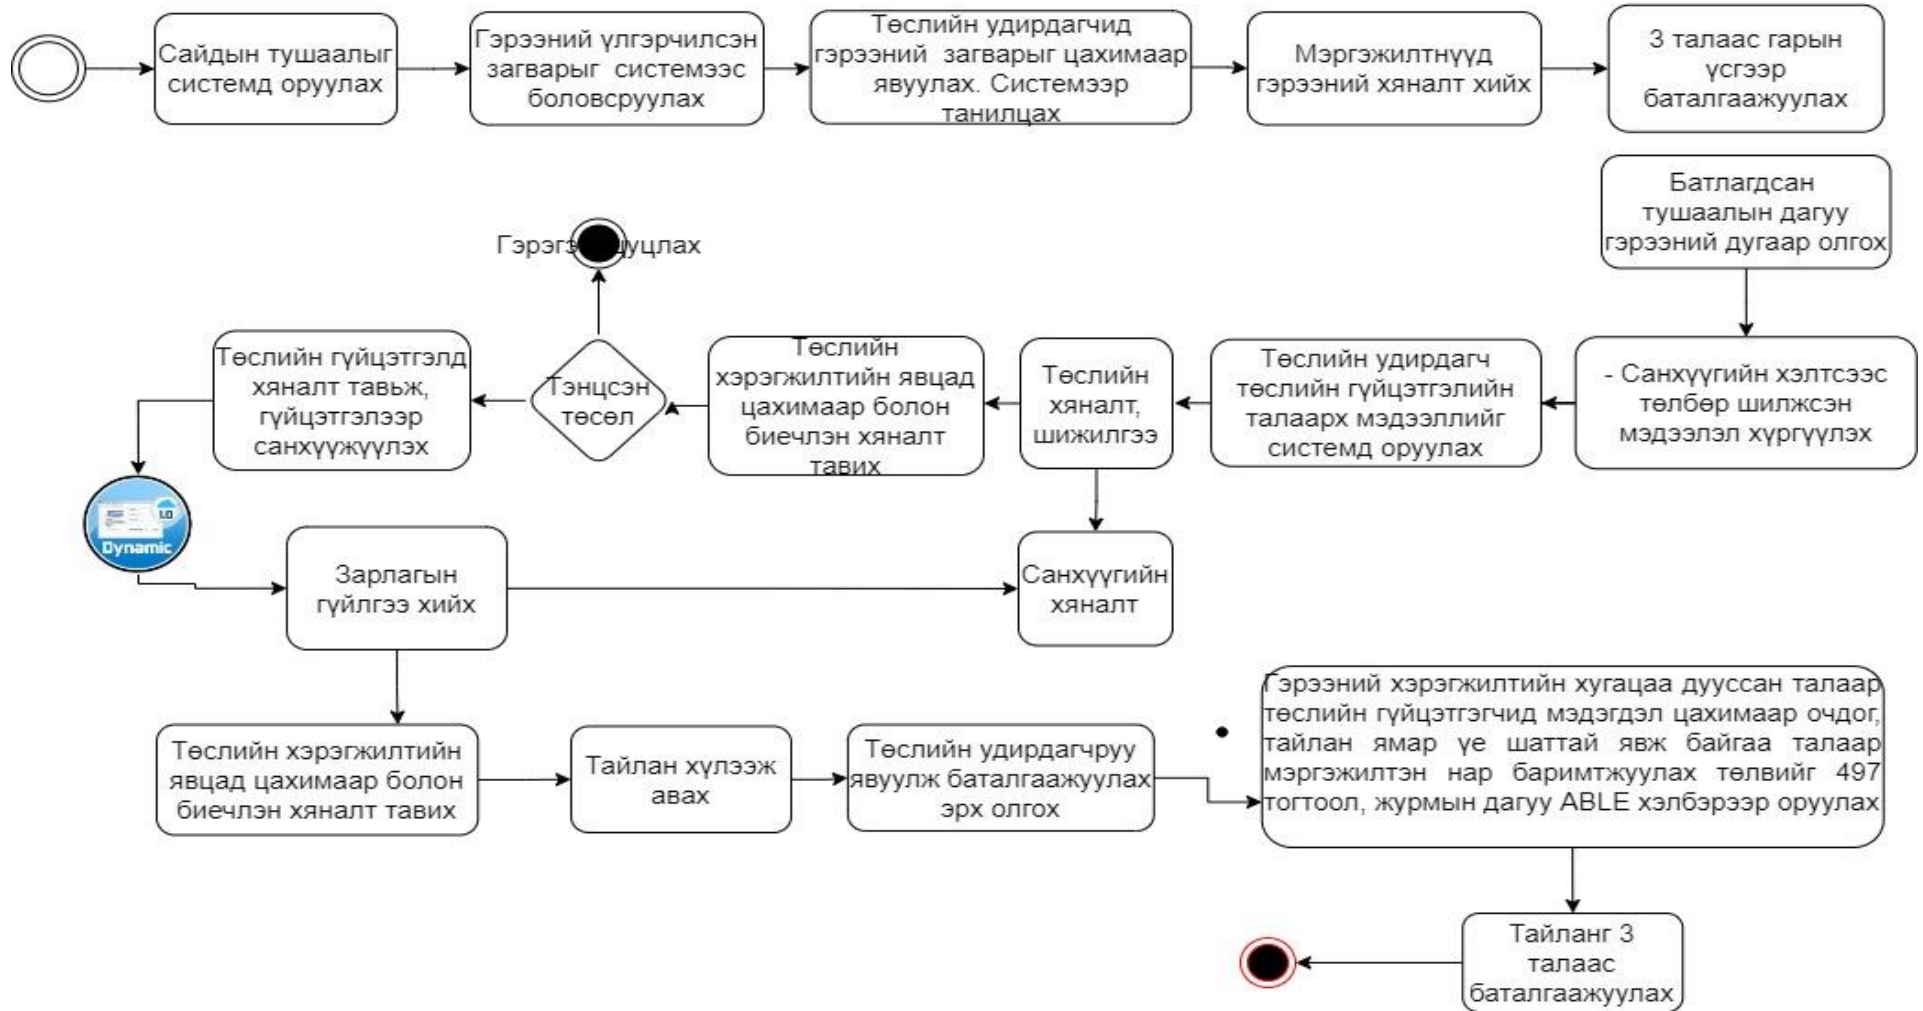 Сайдын тушаалыг
системд оруулах
Гэрээний үлгэрчилсэн
загварыг системээс
боловсруулах
Төслийн удирдагчид
гэрээний загварыг цахимаар
явуулах. Системээр
танилцах
Мэргэжилтнүүд
гэрээний хяналт хийх
3 талаас гарын
үсгээр
баталгаажуулах
Батлагдсан
тушаалын дагуу
гэрээний дугаар олгох
- Санхүүгийн хэлтсээс
төлбөр шилжсэн
мэдээлэл хүргүүлэх
Төслийн удирдагч
төслийн гүйцэтгэлийн
талаарх мэдээллийг
системд оруулах
Төслийн
хяналт,
шижилгээ
Төслийн
хэрэгжилтийн явцад
цахимаар болон
биечлэн хяналт
тавих
Тэнцсэн
төсөл
Төслийн гүйцэтгэлд
хяналт тавьж,
гүйцэтгэлээр
санхүүжүүлэх
Dynamic
Зарлагын
гүйлгээ хийх
Санхүүгийн
хяналт
Төслийн хэрэгжилтийн
явцад цахимаар болон
биечлэн хяналт тавих
Тайлан хүлээж
авах
Төслийн удирдагчруу
явуулж баталгаажуулах
эрх олгох
Гэрээний хэрэгжилтийн хугацаа дууссан талаар
төслийн гүйцэтгэгчид мэдэгдэл цахимаар очдог,
тайлан ямар үе шаттай явж байгаа талаар
мэргэжилтэн нар баримтжуулах төлвийг 497
тогтоол, журмын дагуу ABLE хэлбэрээр оруулах
Тайланг 3
талаас
баталгаажуулах